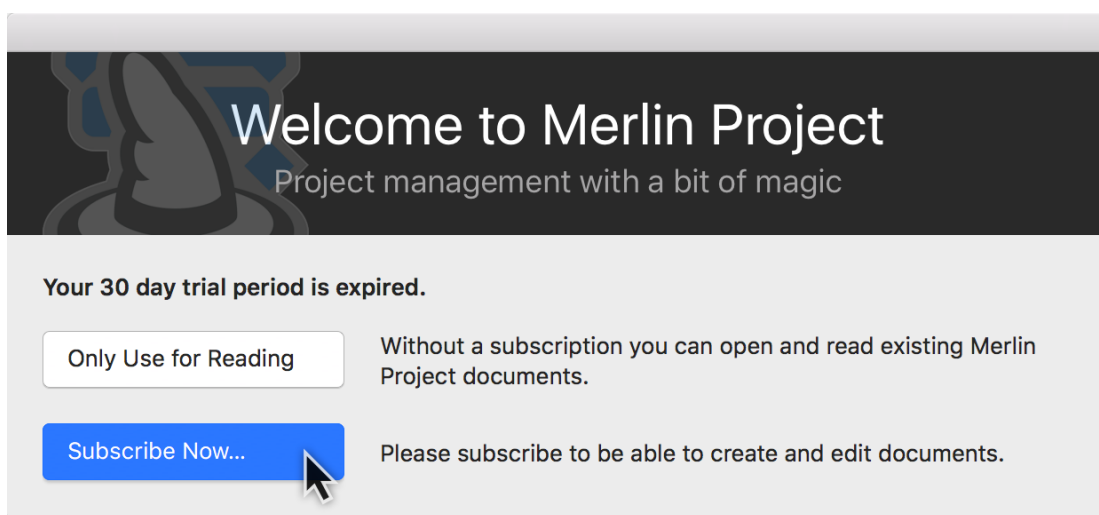 Welcome to Merlin Project
Project management with a bit of magic
Your 30 day trial period is expired.
Only Use for Reading
Without a subscription you can open and read existing Merlin
Project documents.
Subscribe Now...
Please subscribe to be able to create and edit documents.